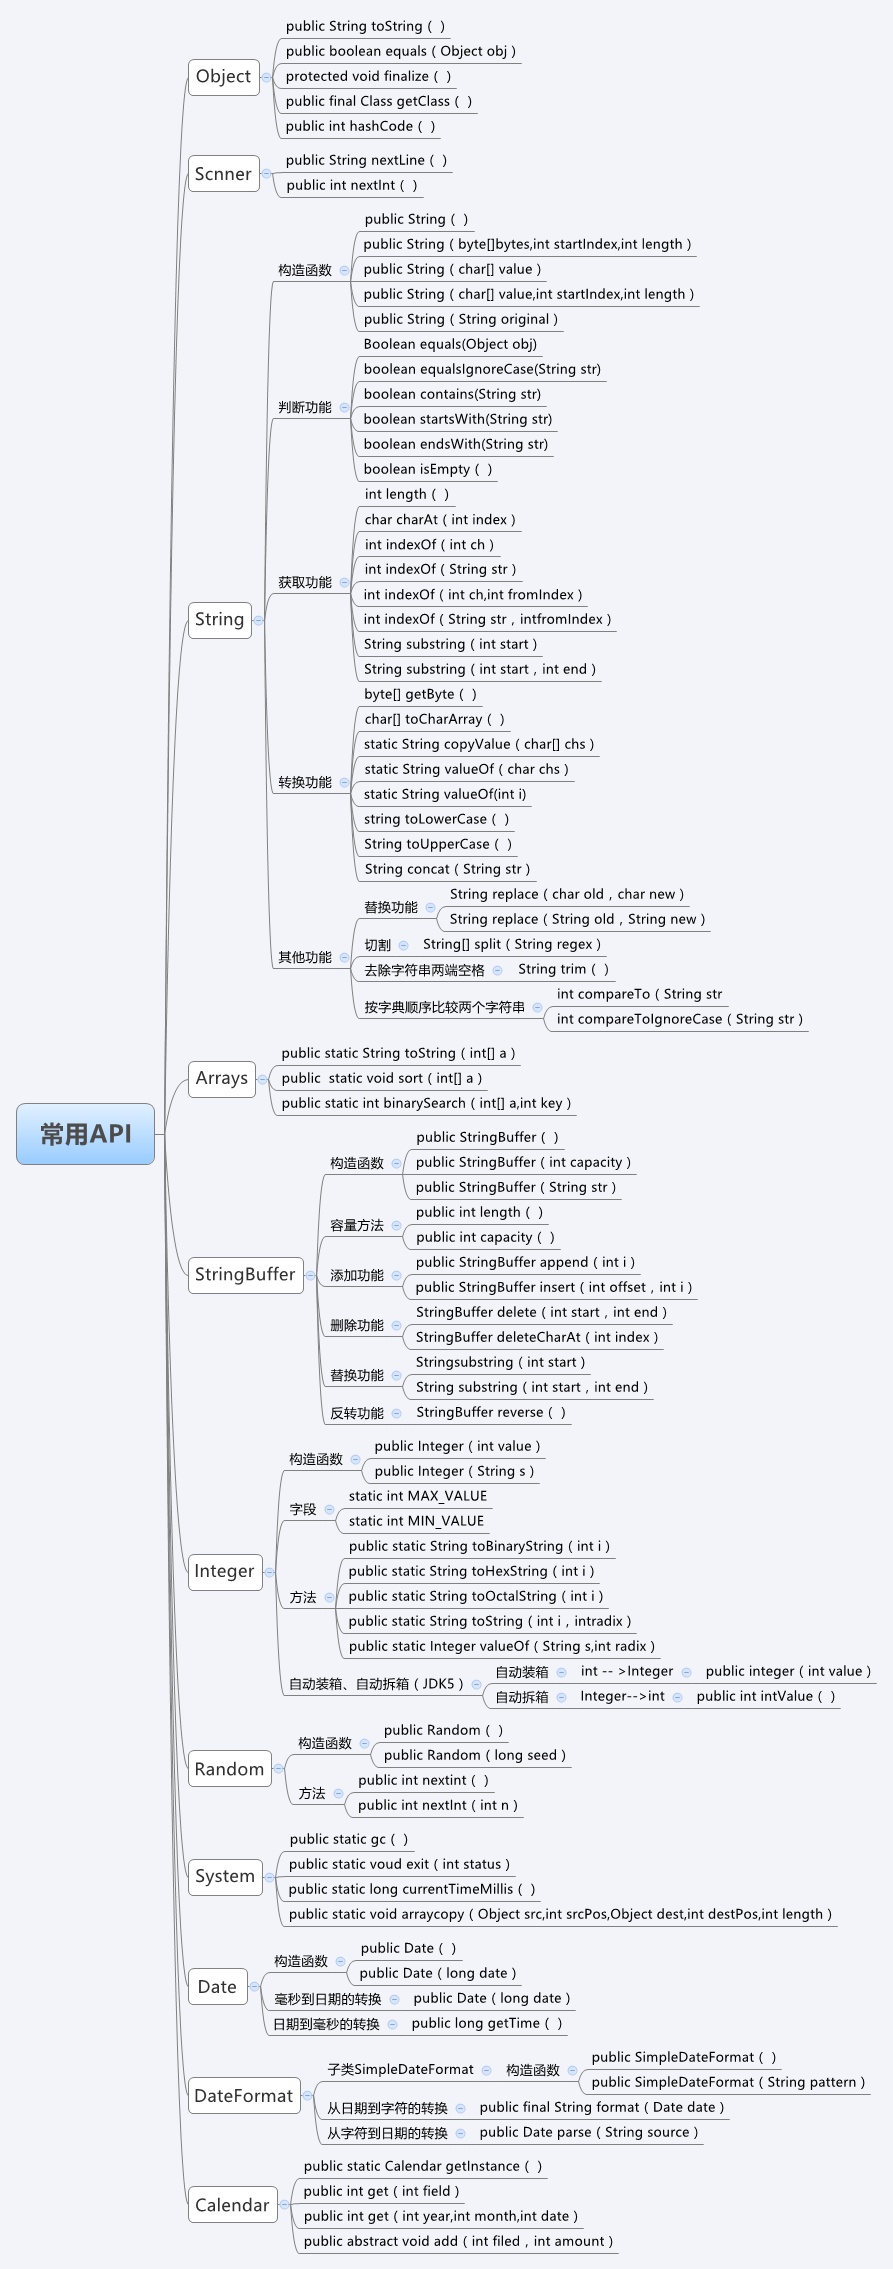 常用API
Object
public String toString（ ）
public boolean equals（Object obj）
protected void finalize（ ）
public final Class getClass（ ）
public int hashCode（ ）
Scnner
public String nextLine（ ）
public int nextInt（ ）
String
构造函数
public String（ ）
public String（byte[]bytes,int startIndex,int length）
public String（char[] value）
public String（char[] value,int startIndex,int length）
public String（String original）
判断功能
Boolean equals(Object obj)
boolean equalsIgnoreCase(String str)
boolean contains(String str)
boolean startsWith(String str)
boolean endsWith(String str)
boolean isEmpty（ ）
获取功能
int length（ ）
char charAt（int index）
int indexOf（int ch）
int indexOf（String str）
int indexOf（int ch,int fromIndex）
int indexOf（String str，intfromIndex）
String substring（int start）
String substring（int start，int end）
转换功能
byte[] getByte（ ）
char[] toCharArray（ ）
static String copyValue（char[] chs）
static String valueOf（char chs）
static String valueOf(int i)
string toLowerCase（ ）
String toUpperCase（ ）
String concat（String str）
其他功能
替换功能
String replace（char old，char new）
String replace（String old，String new）
切割
String[] split（String regex）
去除字符串两端空格
String trim（ ）
按字典顺序比较两个字符串
int compareTo（String str
int compareToIgnoreCase（String str）
Arrays
public static String toString（int[] a）
public  static void sort（int[] a）
public static int binarySearch（int[] a,int key）
StringBuffer
构造函数
public StringBuffer（ ）
public StringBuffer（int capacity）
public StringBuffer（String str）
容量方法
public int length（ ）
public int capacity（ ）
添加功能
public StringBuffer append（int i）
public StringBuffer insert（int offset，int i）
删除功能
StringBuffer delete（int start，int end）
StringBuffer deleteCharAt（int index）
替换功能
Stringsubstring（int start）
String substring（int start，int end）
反转功能
StringBuffer reverse（ ）
Integer
构造函数
public Integer（int value）
public Integer（String s）
字段
static int MAX_VALUE
static int MIN_VALUE
方法
public static String toBinaryString（int i）
public static String toHexString（int i）
public static String toOctalString（int i）
public static String toString（int i，intradix）
public static Integer valueOf（String s,int radix）
自动装箱、自动拆箱（JDK5）
自动装箱
int -- >Integer
public integer（int value）
自动拆箱
Integer-->int
public int intValue（ ）
Random
构造函数
public Random（ ）
public Random（long seed）
方法
public int nextint（ ）
public int nextInt（int n）
System
public static gc（ ）
public static voud exit（int status）
public static long currentTimeMillis（ ）
public static void arraycopy（Object src,int srcPos,Object dest,int destPos,int length）
Date
构造函数
public Date（ ）
public Date（long date）
毫秒到日期的转换
public Date（long date）
日期到毫秒的转换
public long getTime（ ）
DateFormat
子类SimpleDateFormat
构造函数
public SimpleDateFormat（ ）
public SimpleDateFormat（String pattern）
从日期到字符的转换
public final String format（Date date）
从字符到日期的转换
public Date parse（String source）
Calendar
public static Calendar getInstance（ ）
public int get（int field）
public int get（int year,int month,int date）
public abstract void add（int filed，int amount）